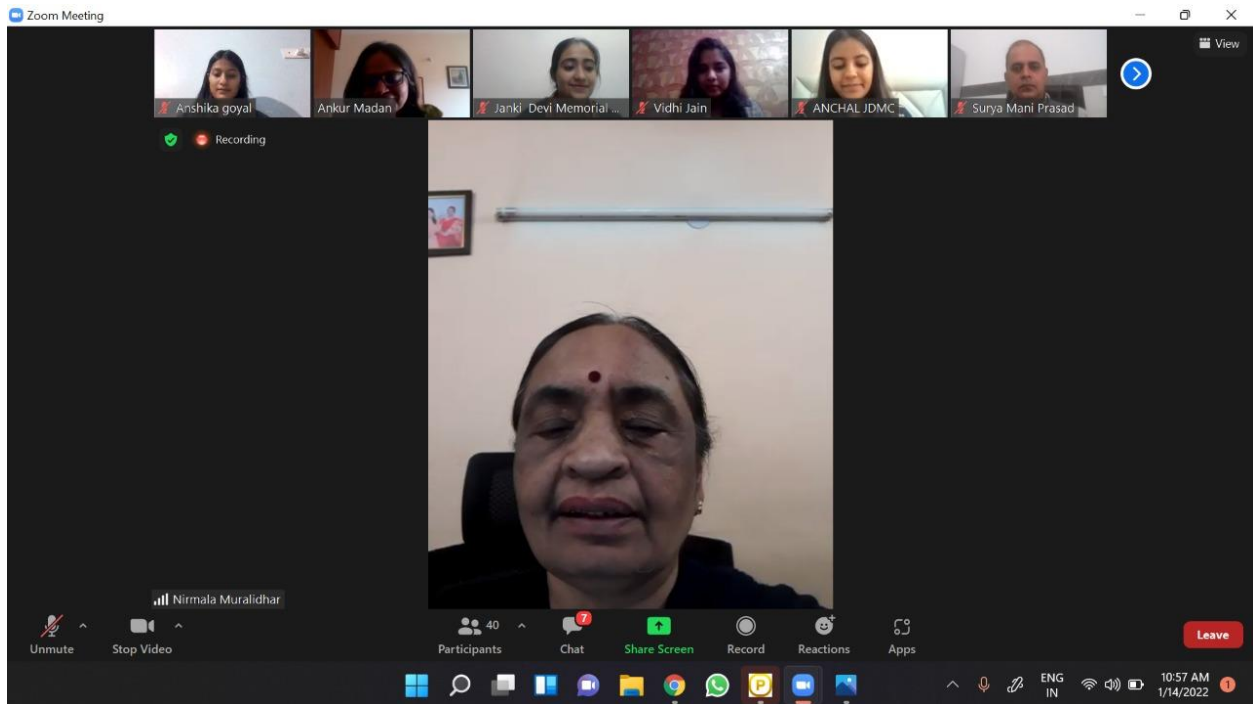 Zoom Meeting
View
Anshika goyal
Ankur Madan
Janki Devi Memorial ...
Vidhi Jain
ANCHAL JDMC
Surya Mani Prasad
Recording
Nirmala Muralidhar
Unmute
Stop Video
40
Participants
7
Chat
Share Screen
Record
Reactions
Apps
Leave
P
ENG
IN
10:57 AM
1/14/2022
1